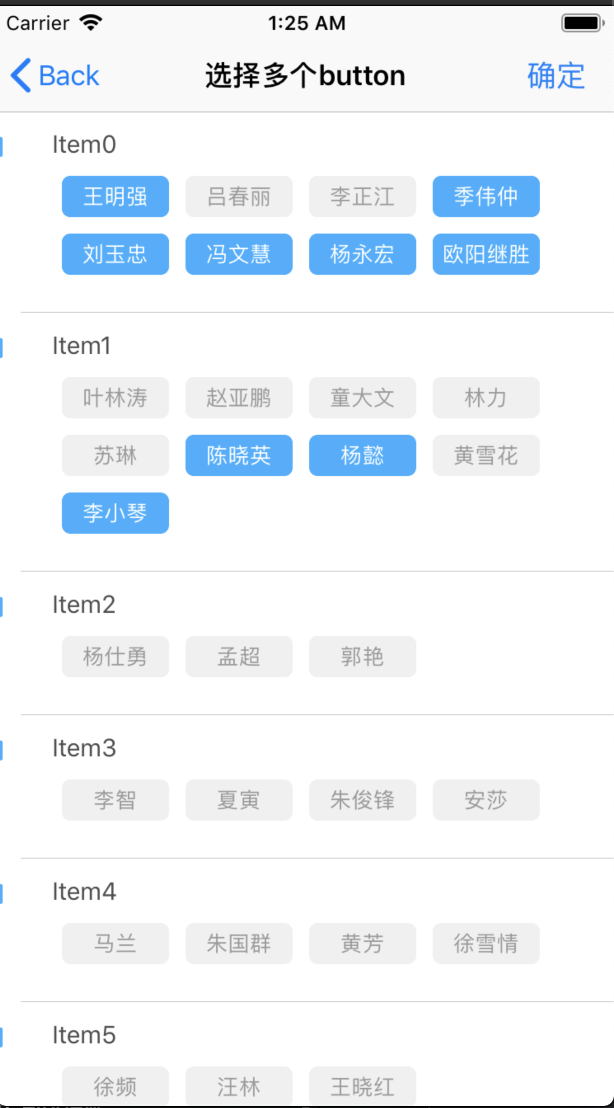 Carrier 1:25 AM
Back 选择多个button 确定
Item0
王明强 吕春丽 李正江 季伟仲
刘玉忠 冯文慧 杨永宏 欧阳继胜
Item1
叶林涛 赵亚鹏 童大文 林力
苏琳 陈晓英 杨懿 黄雪花
李小琴
Item2
杨仕勇 孟超 郭艳
Item3
李智 夏寅 朱俊锋 安莎
Item4
马兰 朱国群 黄芳 徐雪情
Item5
徐频 汪林 王晓红